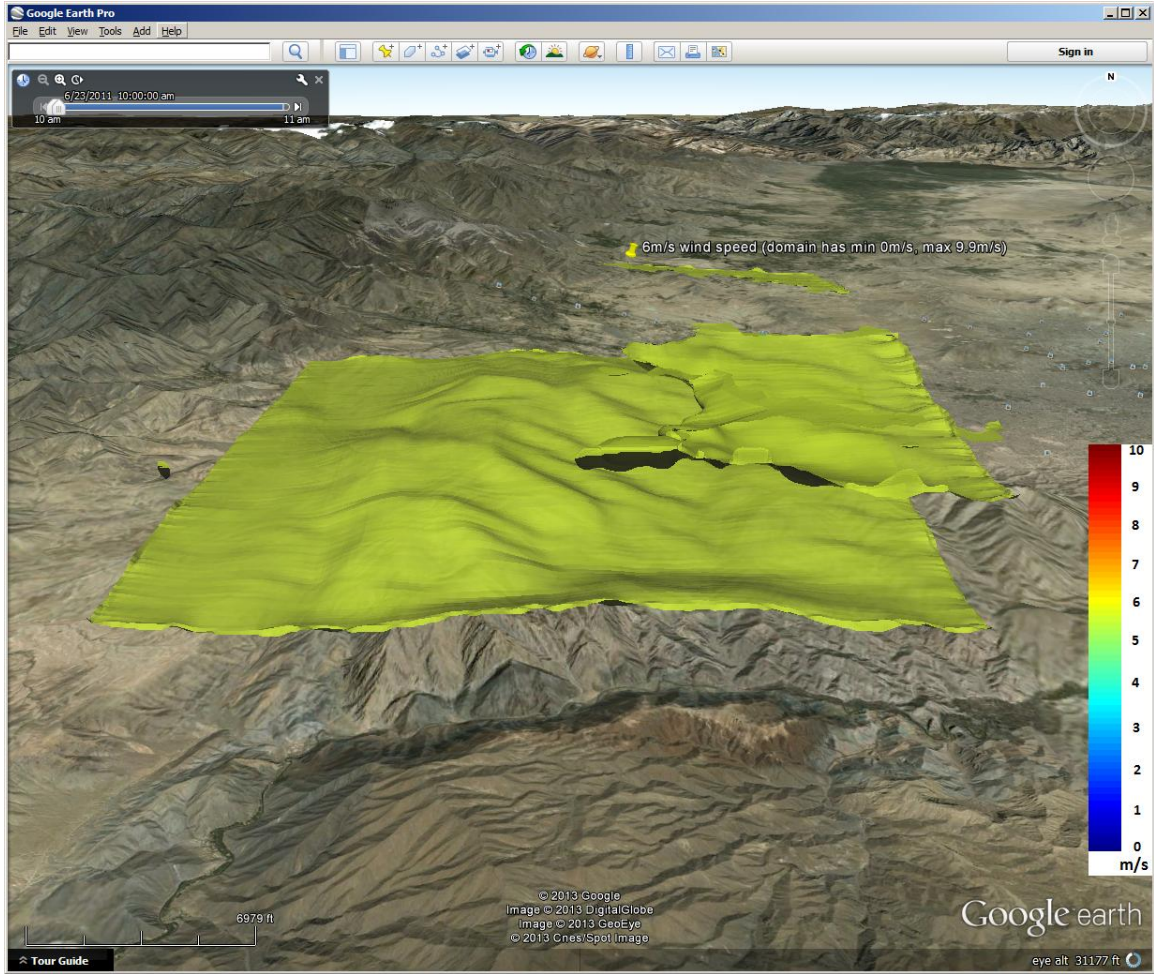 Google Earth Pro
File Edit View Tools Add Help
Sign in
6/23/2011 10:00:00 am
10 am 11 am
N
6m/s wind speed (domain has min 0m/s, max 9.9m/s)
10
9
8
7
6
5
4
3
2
1
0
m/s
6979 ft
© 2013 Google
Image © 2013 DigitalGlobe
Image © 2013 GeoEye
© 2013 Cnes/Spot Image
Google earth
Tour Guide
eye alt 31177 ft